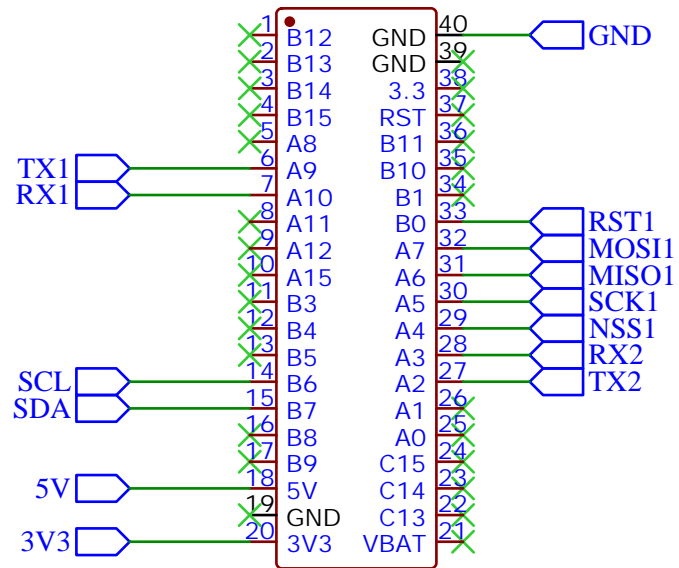 1 B12 GND 40 GND
2 B13 GND 39
3 B14 3.3 38
4 B15 RST 37
5 A8 B11 36
TX1 6 A9 B10 35
RX1 7 A10 B1 34
8 A11 B0 33 RST1
9 A12 A7 32 MOSI1
10 A15 A6 31 MISO1
11 B3 A5 30 SCK1
12 B4 A4 29 NSS1
13 B5 A3 28 RX2
SCL 14 B6 A2 27 TX2
SDA 15 B7 A1 26
16 B8 A0 25
17 B9 C15 24
5V 18 5V C14 23
19 GND C13 22
3V3 20 3V3 VBAT 21